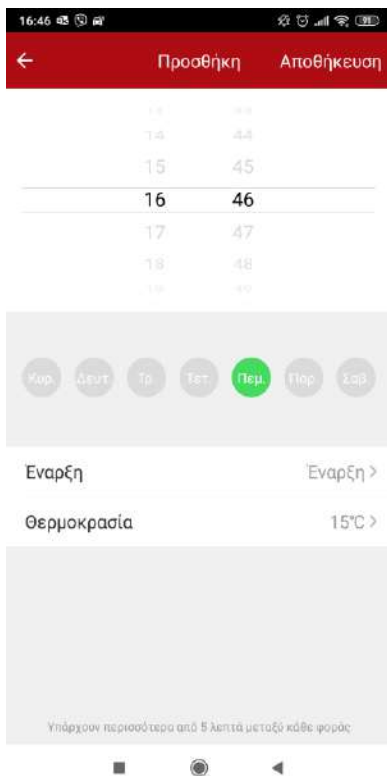 16:46
Προσθήκη Αποθήκευση
14 44
15 45
16 46
17 47
18 48
Κυρ. Δευτ Τρ. Τετ. Πεμ. Παρ. Σαβ.
Έναρξη Έναρξη >
Θερμοκρασία 15°C >
Υπάρχουν περισσότερα από 5 λεπτά μεταξύ κάθε φοράς